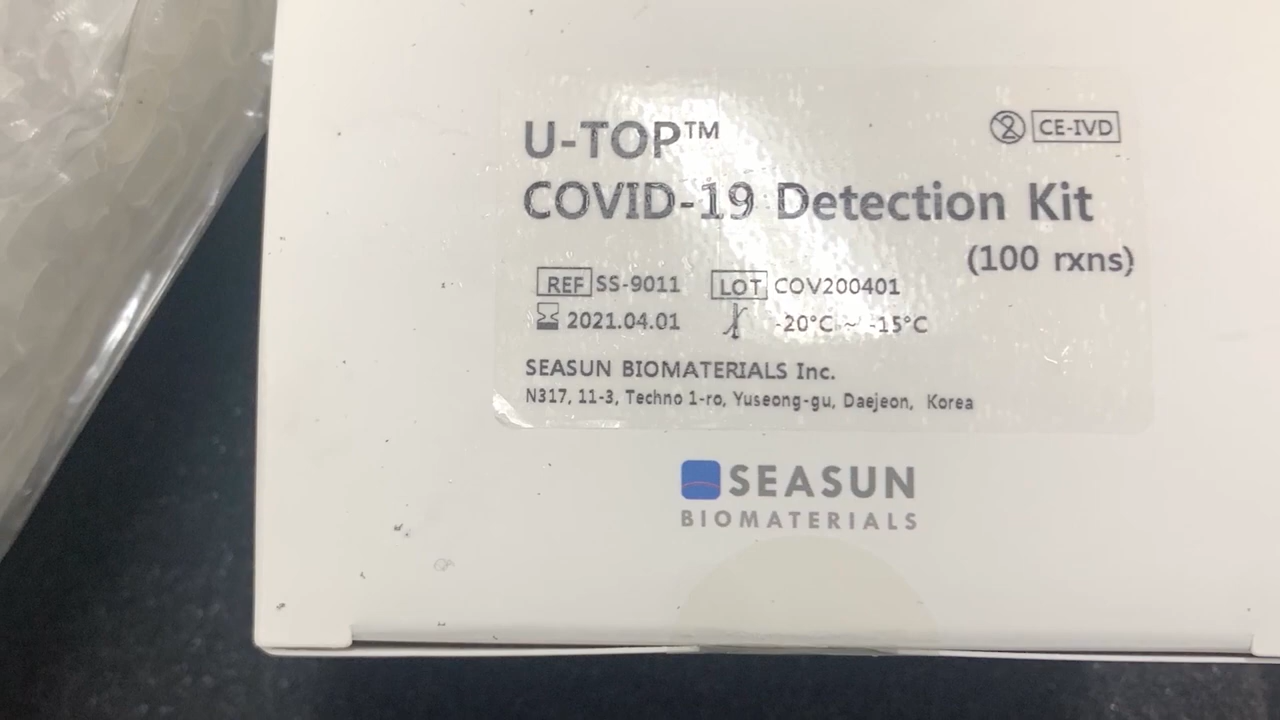 U-TOP™
CE-IVD
COVID-19 Detection Kit
(100 rxns)
REF SS-9011 LOT COV200401
2021.04.01 -20°C ~ -15°C
SEASUN BIOMATERIALS Inc.
N317, 11-3, Techno 1-ro, Yuseong-gu, Daejeon, Korea
SEASUN
BIOMATERIALS